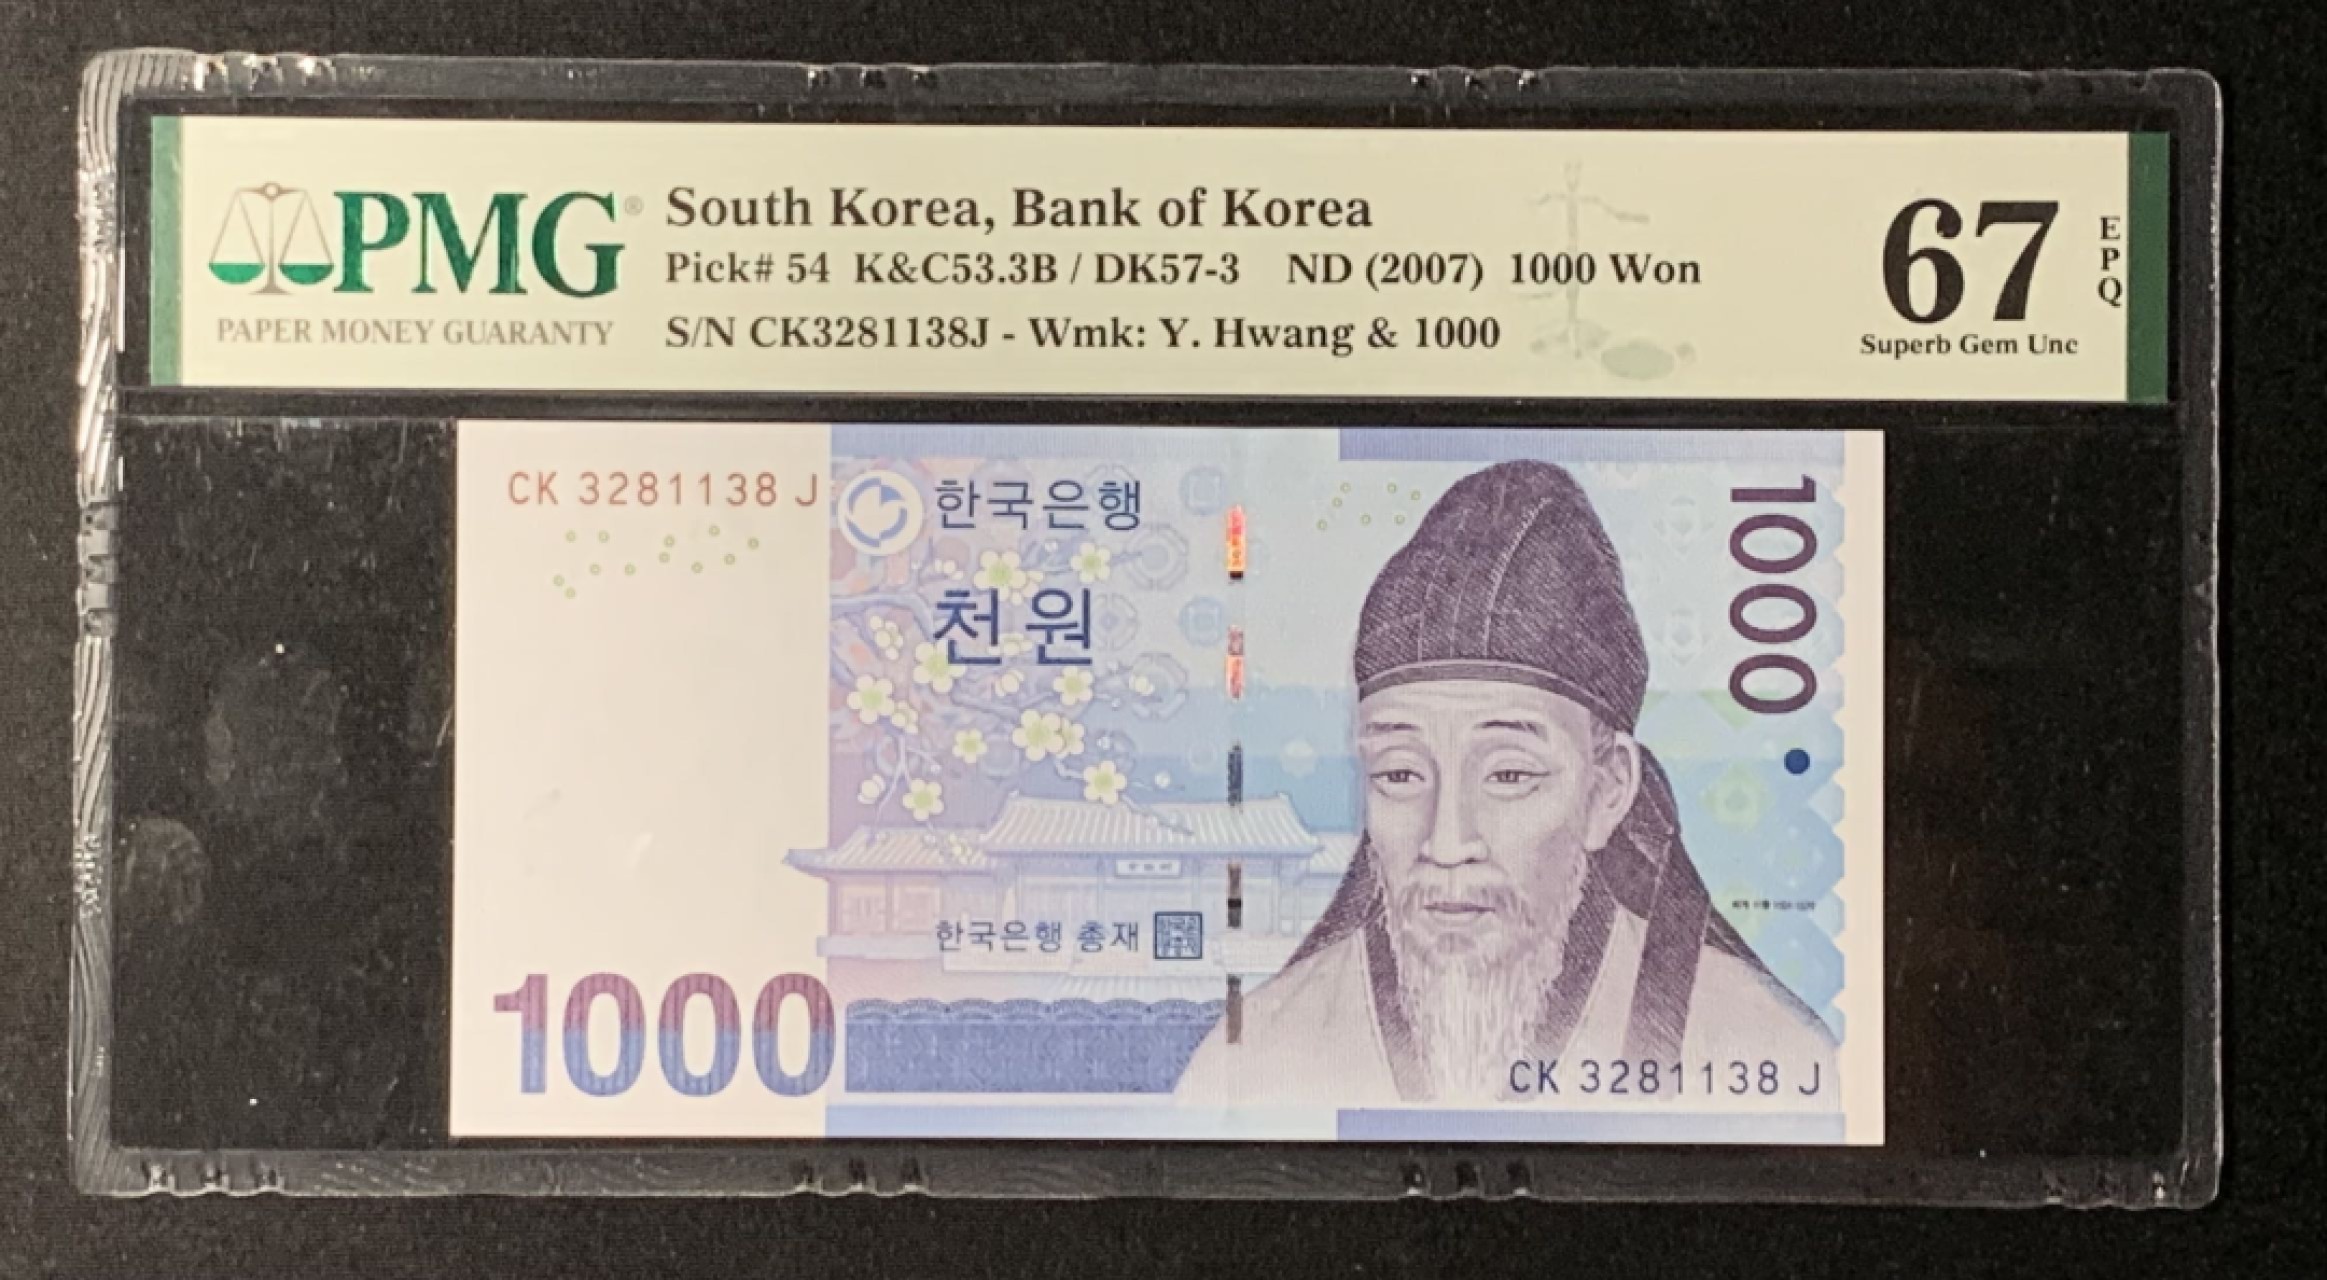 PMG®
PAPER MONEY GUARANTY
South Korea, Bank of Korea
Pick# 54 K&C53.3B / DK57-3 ND (2007) 1000 Won
S/N CK3281138J - Wmk: Y. Hwang & 1000
67
EPQ
Superb Gem Unc
CK 3281138 J
한국은행
천 원
1000
한국은행 총재
1000
CK 3281138 J